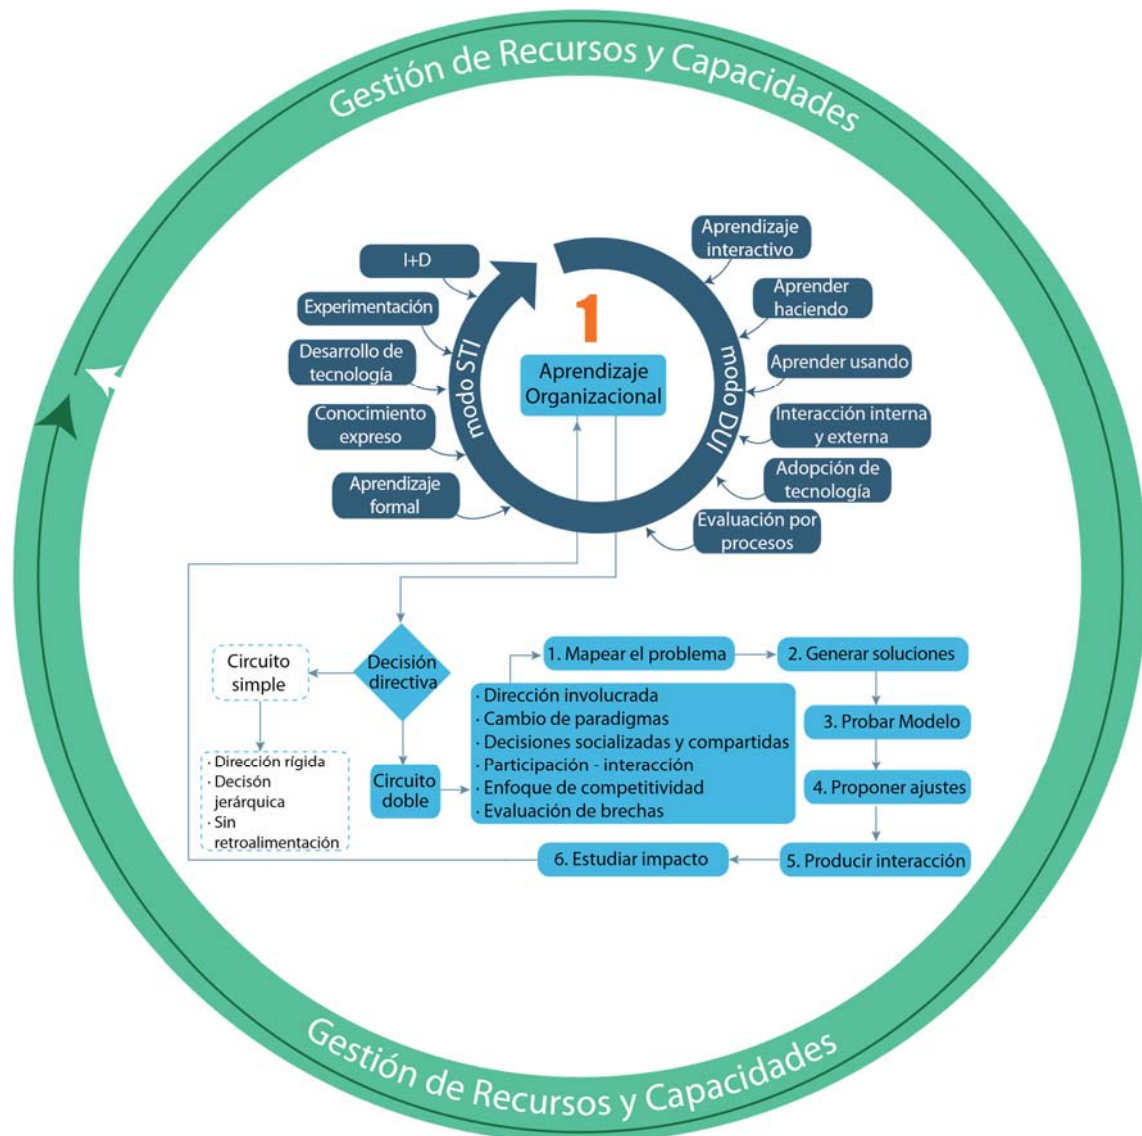 Gestión de Recursos y Capacidades
I+D
Experimentación
Desarrollo de
tecnología
Conocimiento
expreso
Aprendizaje
formal
modo STI
1
Aprendizaje
Organizacional
modo DUI
Aprendizaje
interactivo
Aprender
haciendo
Aprender usando
Interacción interna
y externa
Adopción de
tecnología
Evaluación por
procesos
Circuito
simple
Decisión
directiva
· Dirección rígida
· Decisón
jerárquica
· Sin
retroalimentación
Circuito
doble
· Dirección involucrada
· Cambio de paradigmas
· Decisiones socializadas y compartidas
· Participación - interacción
· Enfoque de competitividad
· Evaluación de brechas
1. Mapear el problema
2. Generar soluciones
3. Probar Modelo
4. Proponer ajustes
5. Producir interacción
6. Estudiar impacto
Gestión de Recursos y Capacidades